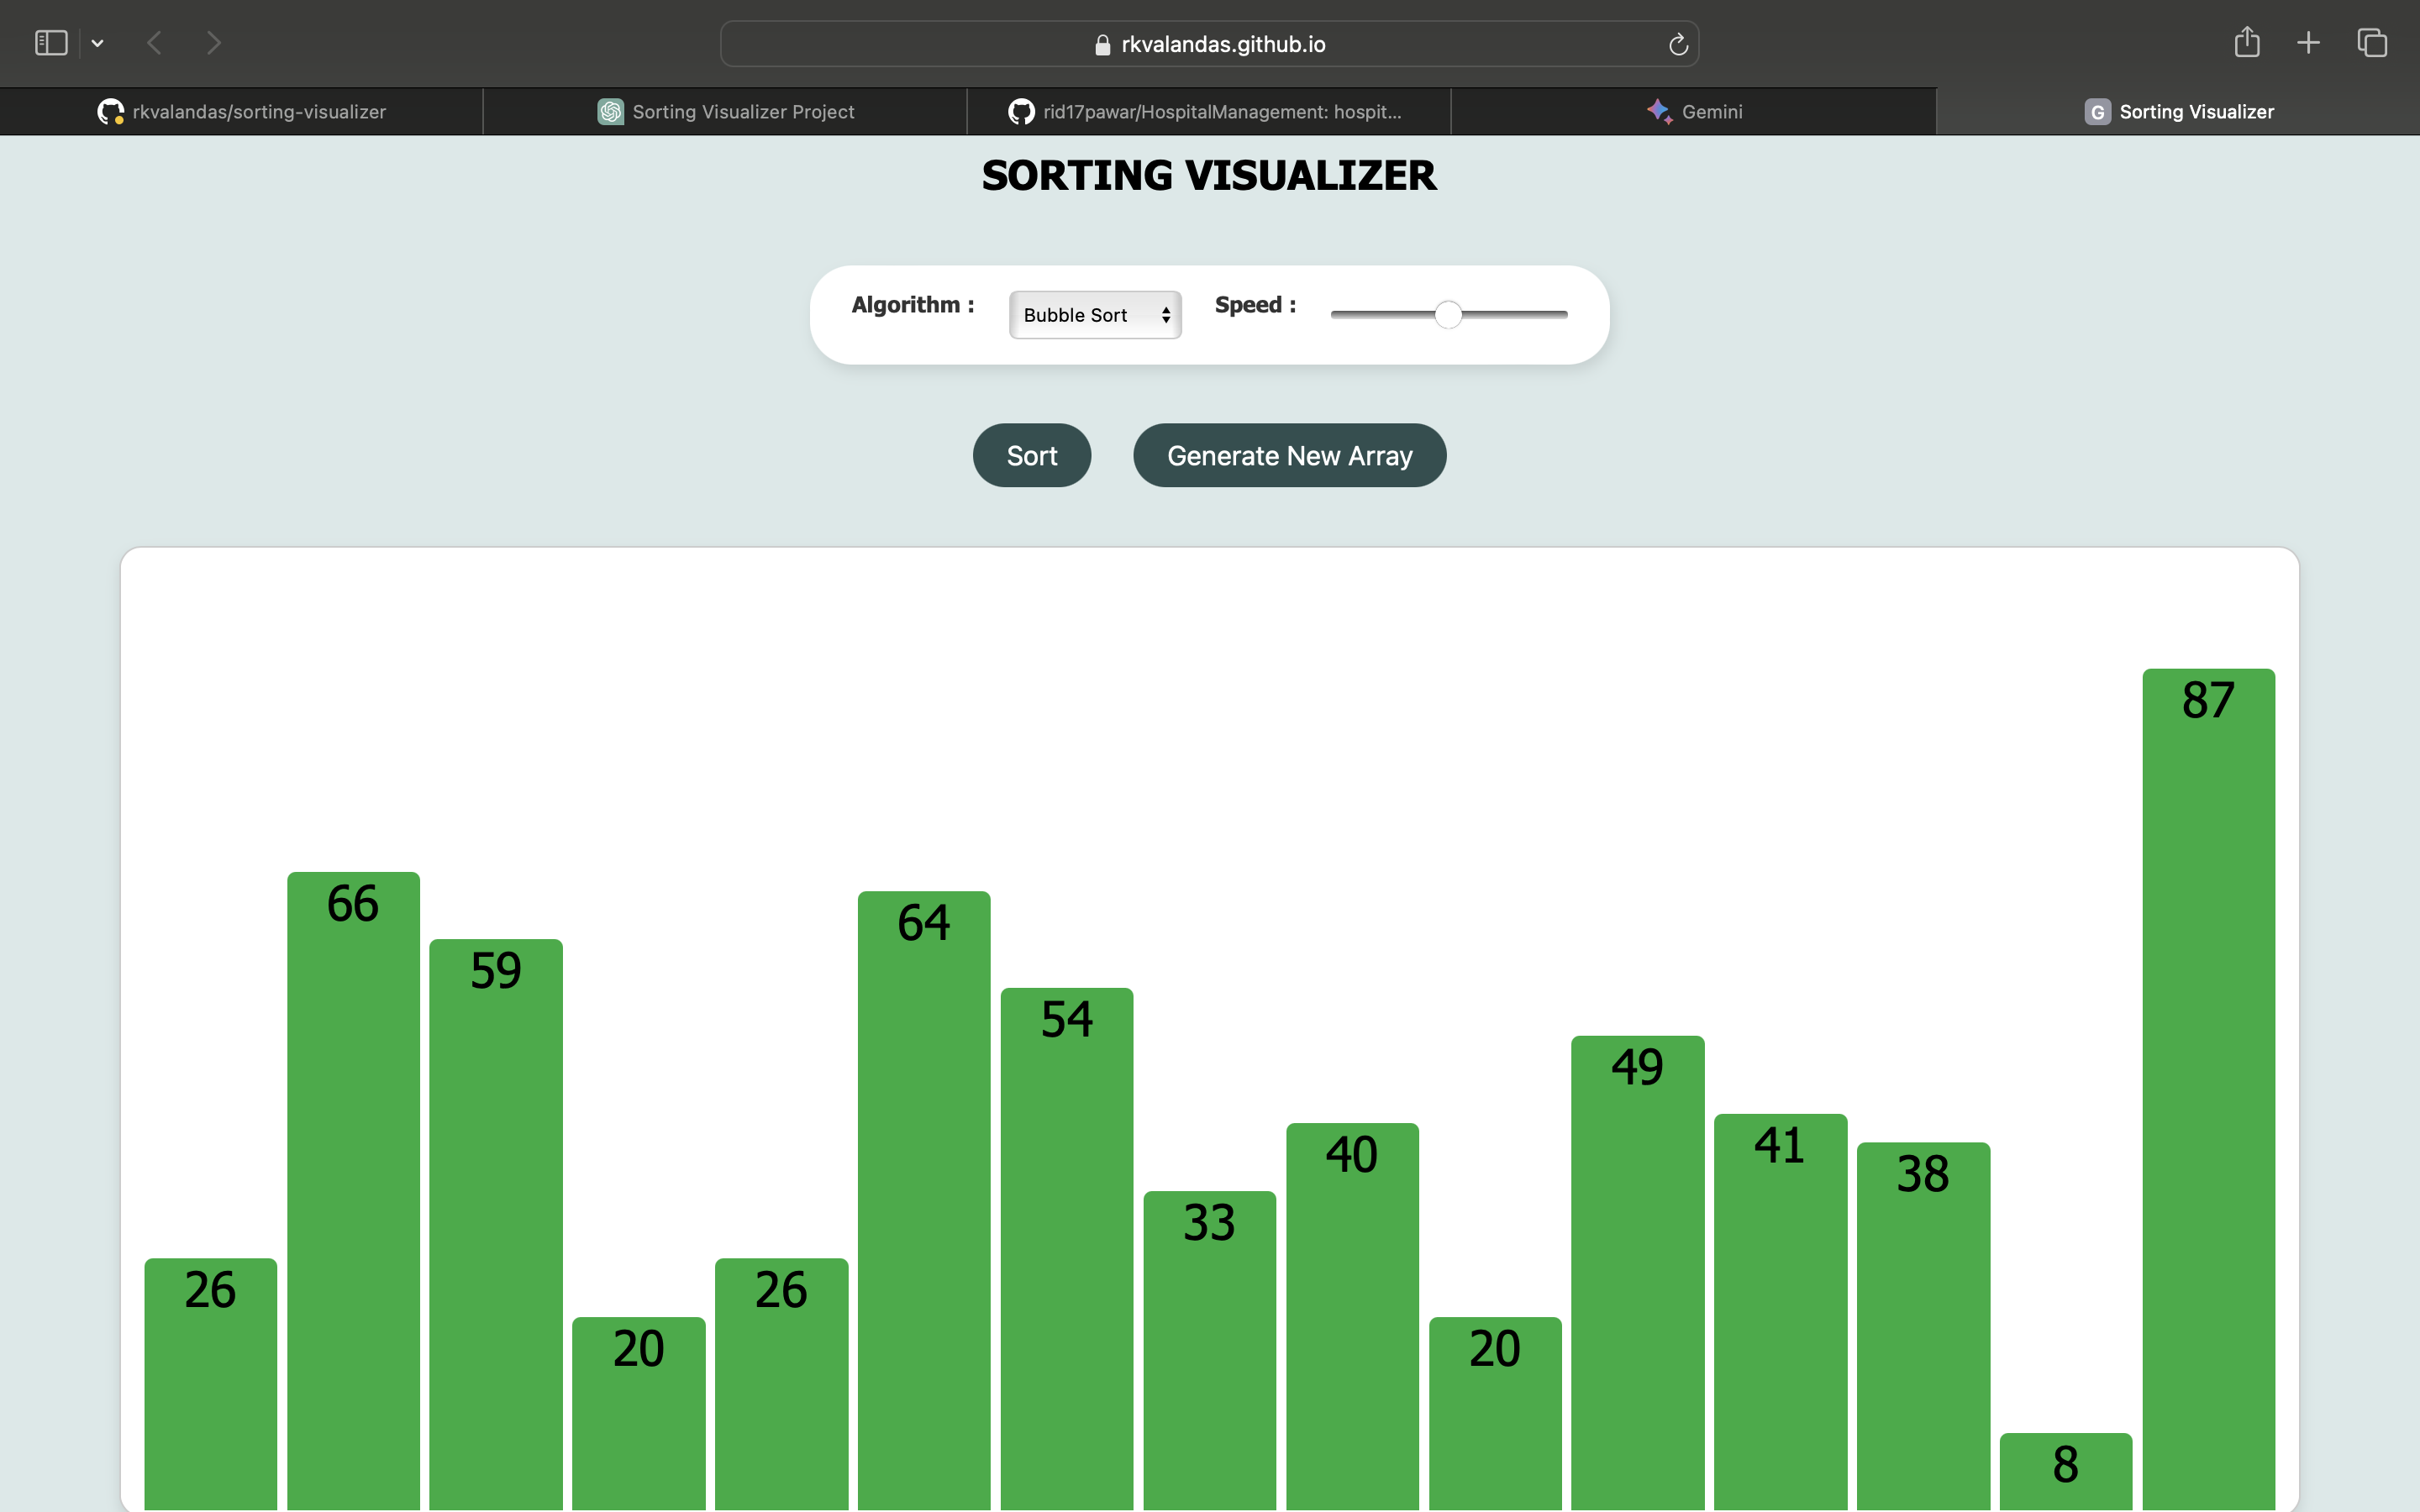 rkvalandas.github.io
rkvalandas/sorting-visualizer
Sorting Visualizer Project
rid17pawar/HospitalManagement: hospit...
Gemini
G Sorting Visualizer
SORTING VISUALIZER
Algorithm : Bubble Sort Speed :
Sort Generate New Array
26 66 59 20 26 64 54 33 40 20 49 41 38 8 87